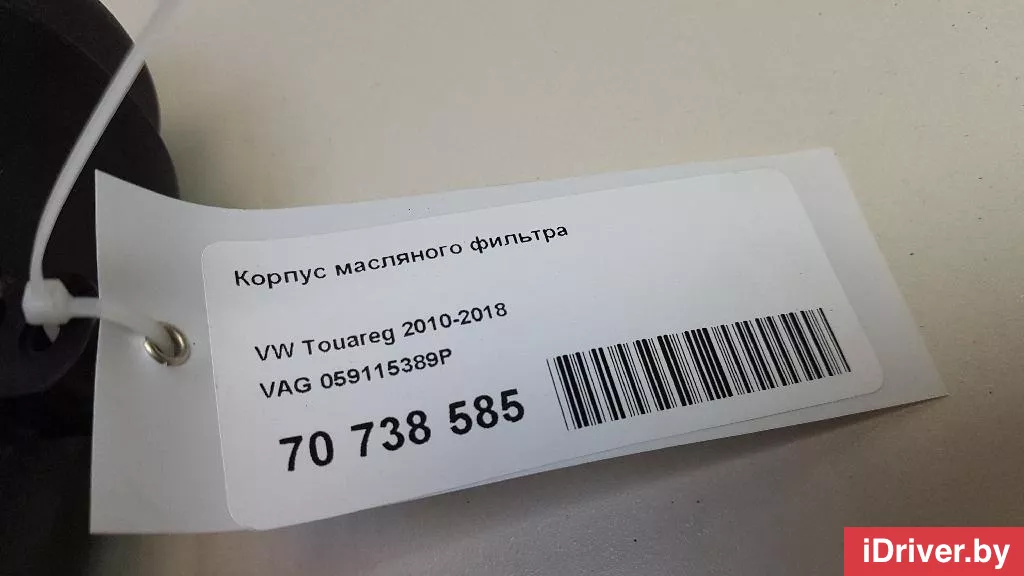 Корпус масляного фильтра
VW Touareg 2010-2018
VAG 059115389P
70 738 585
iDriver.by